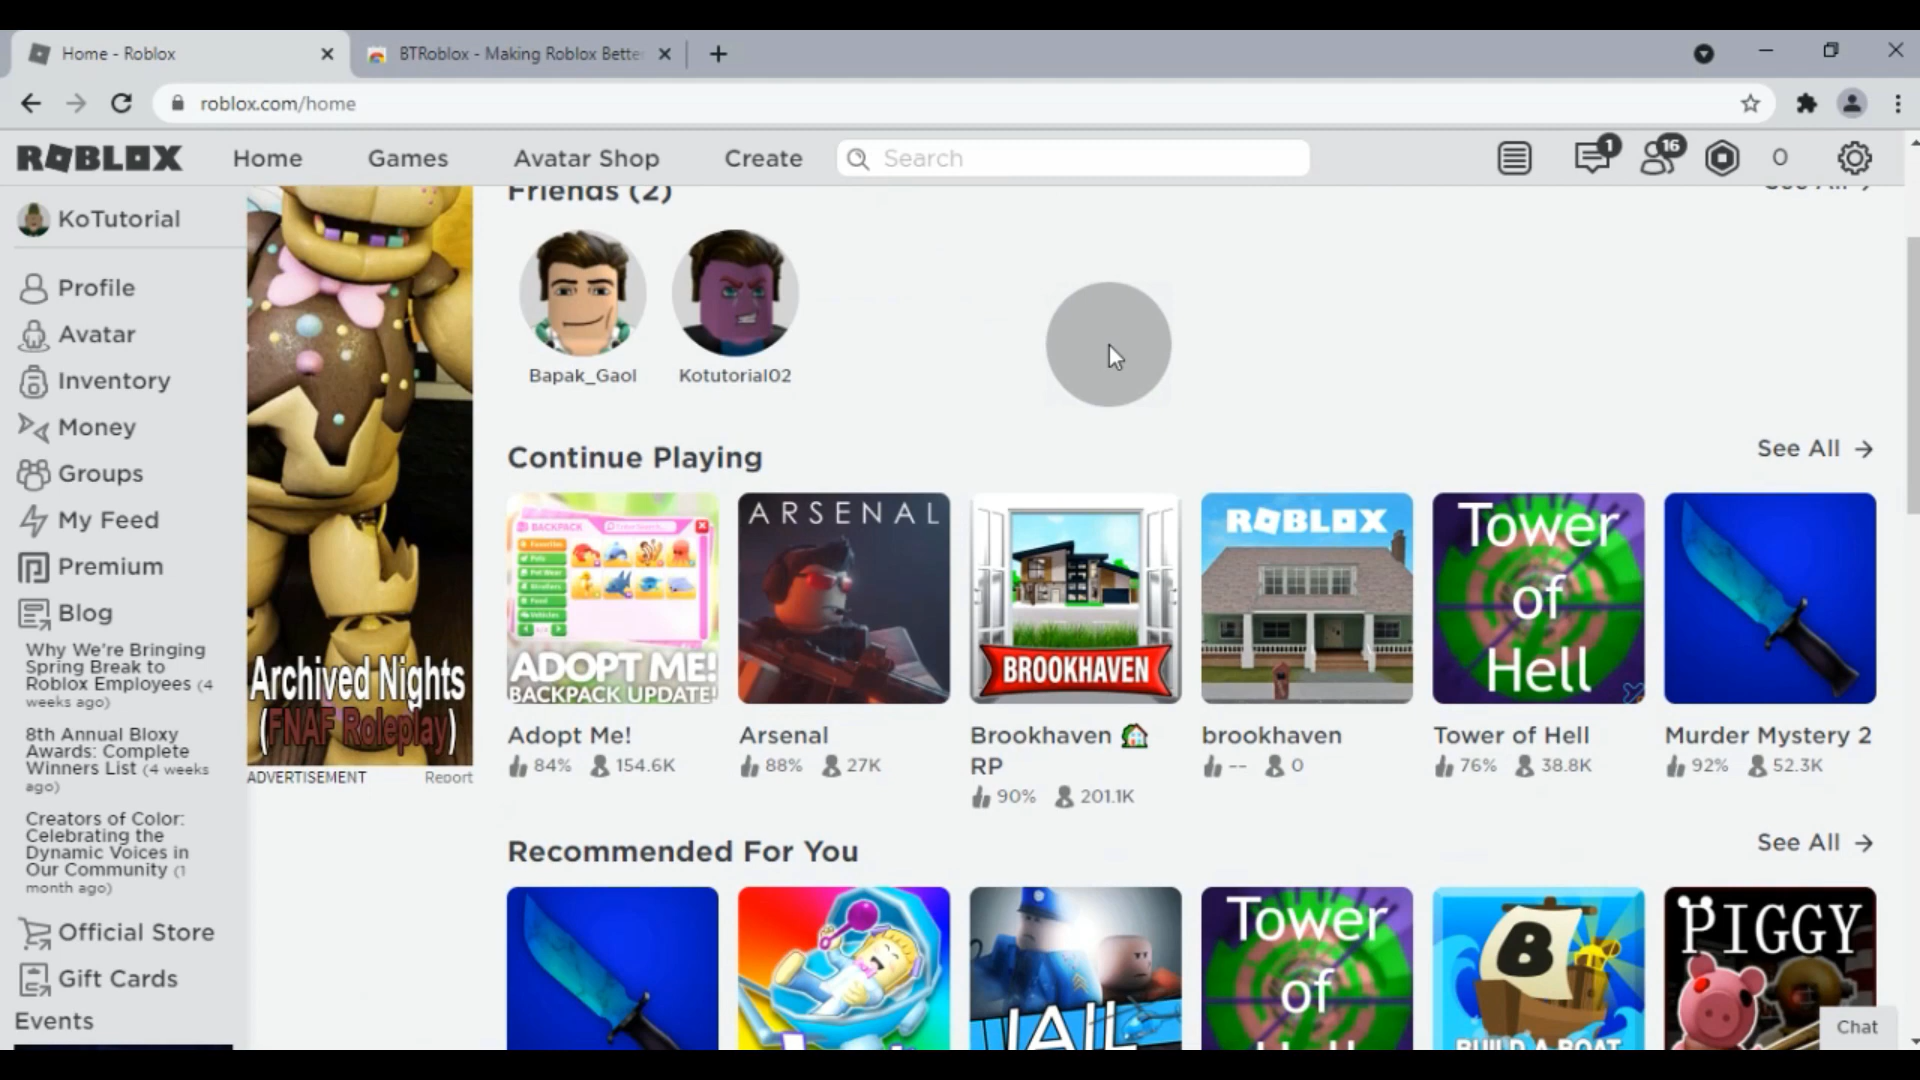 Home - Roblox
BTRoblox - Making Roblox Bette
roblox.com/home
ROBLOX
Home
Games
Avatar Shop
Create
Search
1
16
0
Friends (2)
See All
KoTutorial
Profile
Avatar
Inventory
Money
Groups
My Feed
Premium
Blog
Why We're Bringing
Spring Break to
Roblox Employees (4
weeks ago)
8th Annual Bloxy
Awards: Complete
Winners List (4 weeks
ago)
Creators of Color:
Celebrating the
Dynamic Voices in
Our Community (1
month ago)
Official Store
Gift Cards
Events
Archived Nights
(FNAF Roleplay)
ADVERTISEMENT
Report
Bapak_Gaol
Kotutorial02
Continue Playing
See All
BACKPACK
ADOPT ME!
BACKPACK UPDATE!
ARSENAL
BROOKHAVEN
ROBLOX
Tower
of
Hell
Adopt Me!
84% 154.6K
Arsenal
88% 27K
Brookhaven
RP
90% 201.1K
brookhaven
-- 0
Tower of Hell
76% 38.8K
Murder Mystery 2
92% 52.3K
Recommended For You
See All
JAIL
Tower
of
B
BUILD A BOAT
PIGGY
Chat